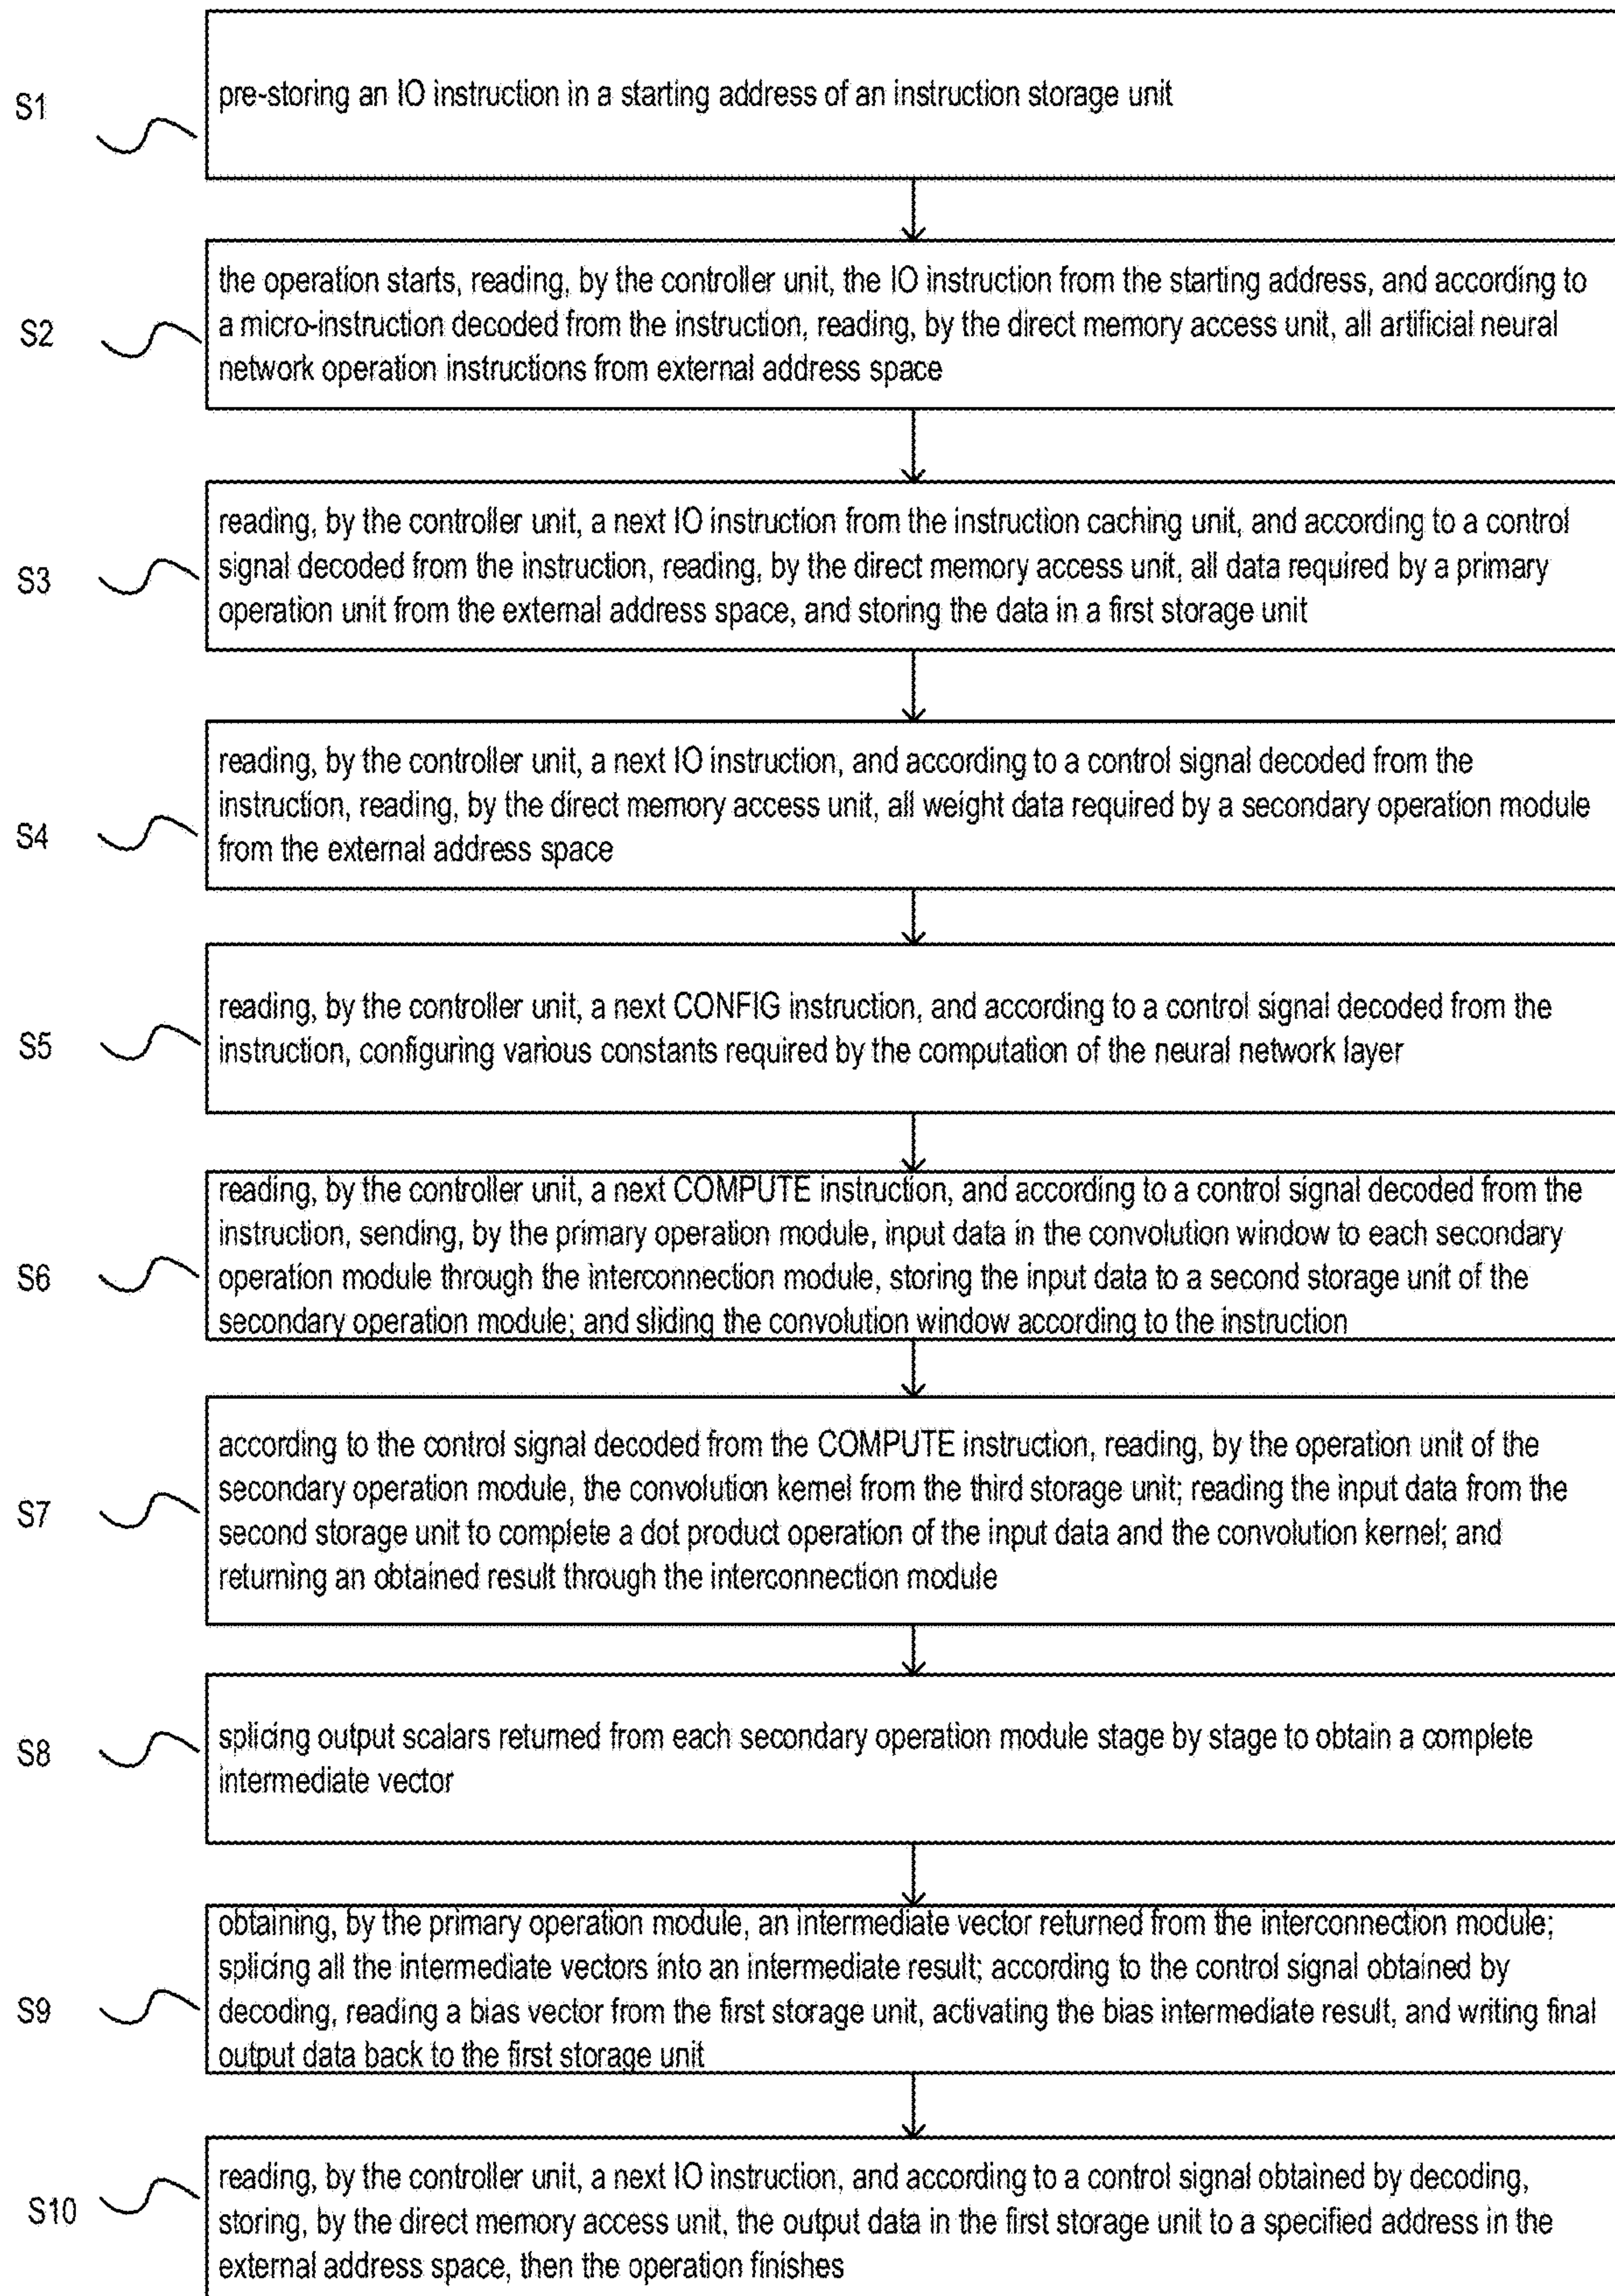 S1
pre-storing an IO instruction in a starting address of an instruction storage unit
S2
the operation starts, reading, by the controller unit, the IO instruction from the starting address, and according to
a micro-instruction decoded from the instruction, reading, by the direct memory access unit, all artificial neural
network operation instructions from external address space
S3
reading, by the controller unit, a next IO instruction from the instruction caching unit, and according to a control
signal decoded from the instruction, reading, by the direct memory access unit, all data required by a primary
operation unit from the external address space, and storing the data in a first storage unit
S4
reading, by the controller unit, a next IO instruction, and according to a control signal decoded from the
instruction, reading, by the direct memory access unit, all weight data required by a secondary operation module
from the external address space
S5
reading, by the controller unit, a next CONFIG instruction, and according to a control signal decoded from the
instruction, configuring various constants required by the computation of the neural network layer
S6
reading, by the controller unit, a next COMPUTE instruction, and according to a control signal decoded from the
instruction, sending, by the primary operation module, input data in the convolution window to each secondary
operation module through the interconnection module, storing the input data to a second storage unit of the
secondary operation module; and sliding the convolution window according to the instruction
S7
according to the control signal decoded from the COMPUTE instruction, reading, by the operation unit of the
secondary operation module, the convolution kernel from the third storage unit; reading the input data from the
second storage unit to complete a dot product operation of the input data and the convolution kernel; and
returning an obtained result through the interconnection module
S8
splicing output scalars returned from each secondary operation module stage by stage to obtain a complete
intermediate vector
S9
obtaining, by the primary operation module, an intermediate vector returned from the interconnection module;
splicing all the intermediate vectors into an intermediate result; according to the control signal obtained by
decoding, reading a bias vector from the first storage unit, activating the bias intermediate result, and writing final
output data back to the first storage unit
S10
reading, by the controller unit, a next IO instruction, and according to a control signal obtained by decoding,
storing, by the direct memory access unit, the output data in the first storage unit to a specified address in the
external address space, then the operation finishes